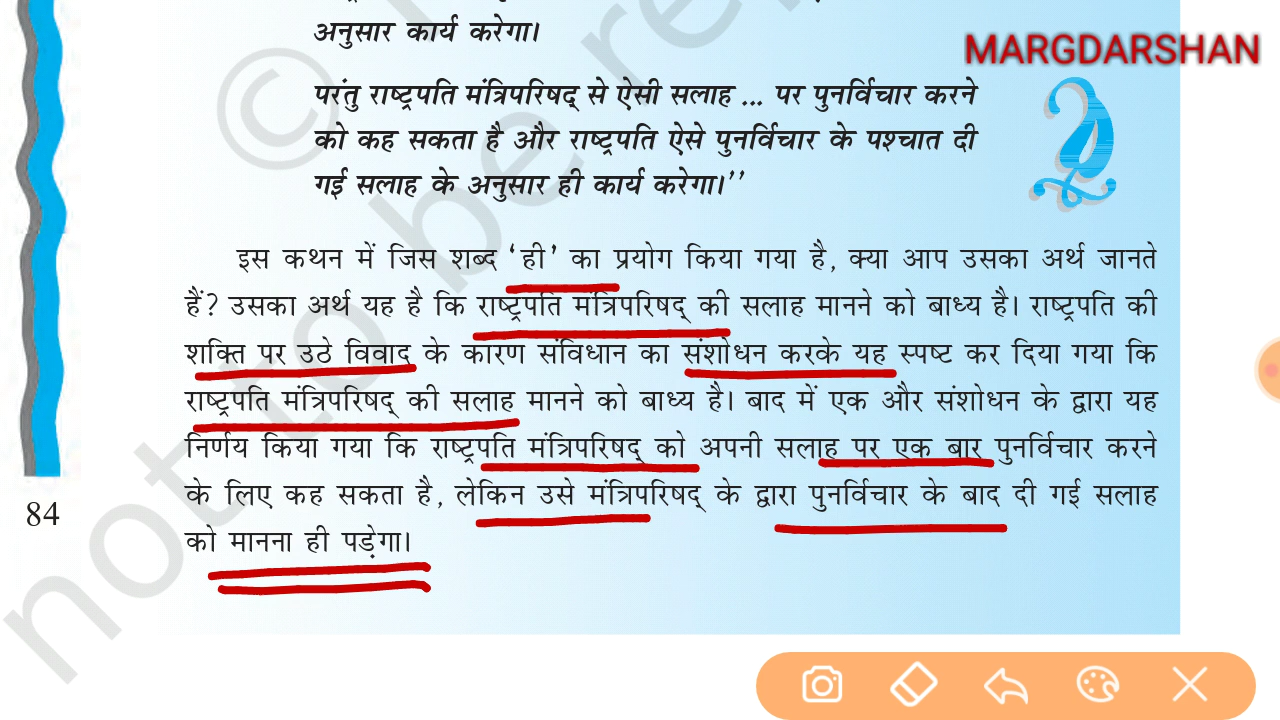 अनुसार कार्य करेगा।
MARGDARSHAN
परंतु राष्ट्रपति मंत्रिपरिषद् से ऐसी सलाह ... पर पुनर्विचार करने
को कह सकता है और राष्ट्रपति ऐसे पुनर्विचार के पश्चात दी
गई सलाह के अनुसार ही कार्य करेगा।’’
इस कथन में जिस शब्द ‘ही’ का प्रयोग किया गया है, क्या आप उसका अर्थ जानते
हैं? उसका अर्थ यह है कि राष्ट्रपति मंत्रिपरिषद् की सलाह मानने को बाध्य है। राष्ट्रपति की
शक्ति पर उठे विवाद के कारण संविधान का संशोधन करके यह स्पष्ट कर दिया गया कि
राष्ट्रपति मंत्रिपरिषद् की सलाह मानने को बाध्य है। बाद में एक और संशोधन के द्वारा यह
निर्णय किया गया कि राष्ट्रपति मंत्रिपरिषद् को अपनी सलाह पर एक बार पुनर्विचार करने
के लिए कह सकता है, लेकिन उसे मंत्रिपरिषद् के द्वारा पुनर्विचार के बाद दी गई सलाह
को मानना ही पड़ेगा।
84
©
not to be re